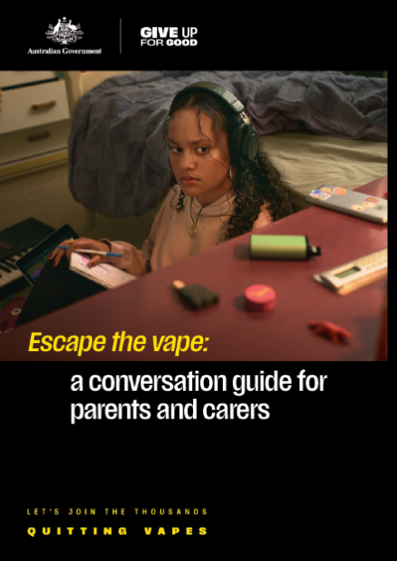 Australian Government
GIVE UP
FOR GOOD
Escape the vape:
a conversation guide for
parents and carers
LET'S JOIN THE THOUSANDS
QUITTING VAPES